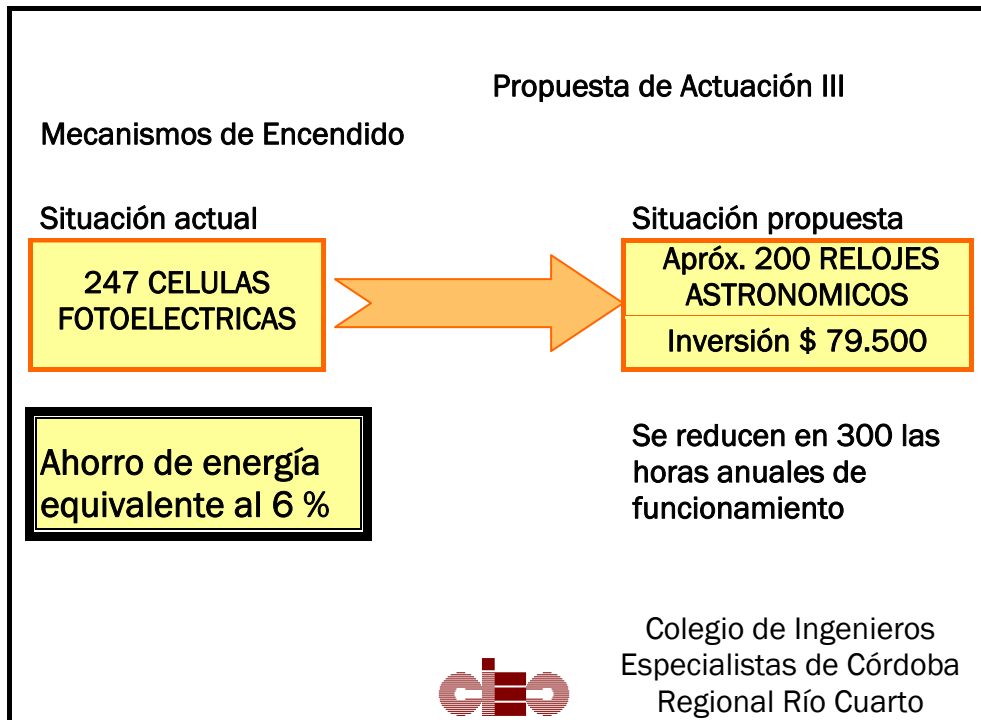 Propuesta de Actuación III
Mecanismos de Encendido
Situación actual
247 CELULAS
FOTOELECTRICAS
Situación propuesta
Apróx. 200 RELOJES
ASTRONOMICOS
Inversión $ 79.500
Ahorro de energía
equivalente al 6 %
Se reducen en 300 las
horas anuales de
funcionamiento
ciec
Colegio de Ingenieros
Especialistas de Córdoba
Regional Río Cuarto